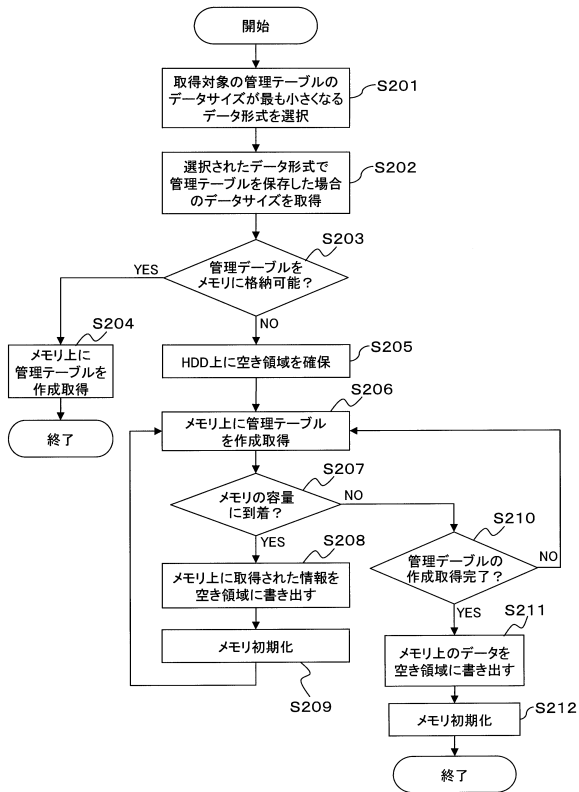 開始
取得対象の管理テーブルの
データサイズが最も小さくなる
データ形式を選択
S201
選択されたデータ形式で
管理テーブルを保存した場合
のデータサイズを取得
S202
管理テーブルを
メモリに格納可能？
S203
YES
NO
S204
メモリ上に
管理テーブルを
作成取得
終了
HDD上に空き領域を確保
S205
S206
メモリ上に管理テーブル
を作成取得
S207
メモリの容量
に到着？
NO
YES
S208
メモリ上に取得された情報を
空き領域に書き出す
メモリ初期化
S209
S210
管理テーブルの
作成取得完了？
NO
YES
S211
メモリ上のデータを
空き領域に書き出す
メモリ初期化
S212
終了